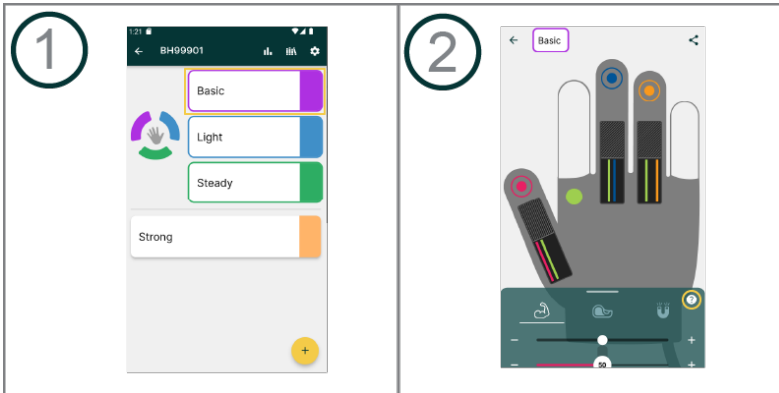 1
1:21
BH99901
Basic
Light
Steady
Strong
+
2
Basic
?
- +
- 50 +